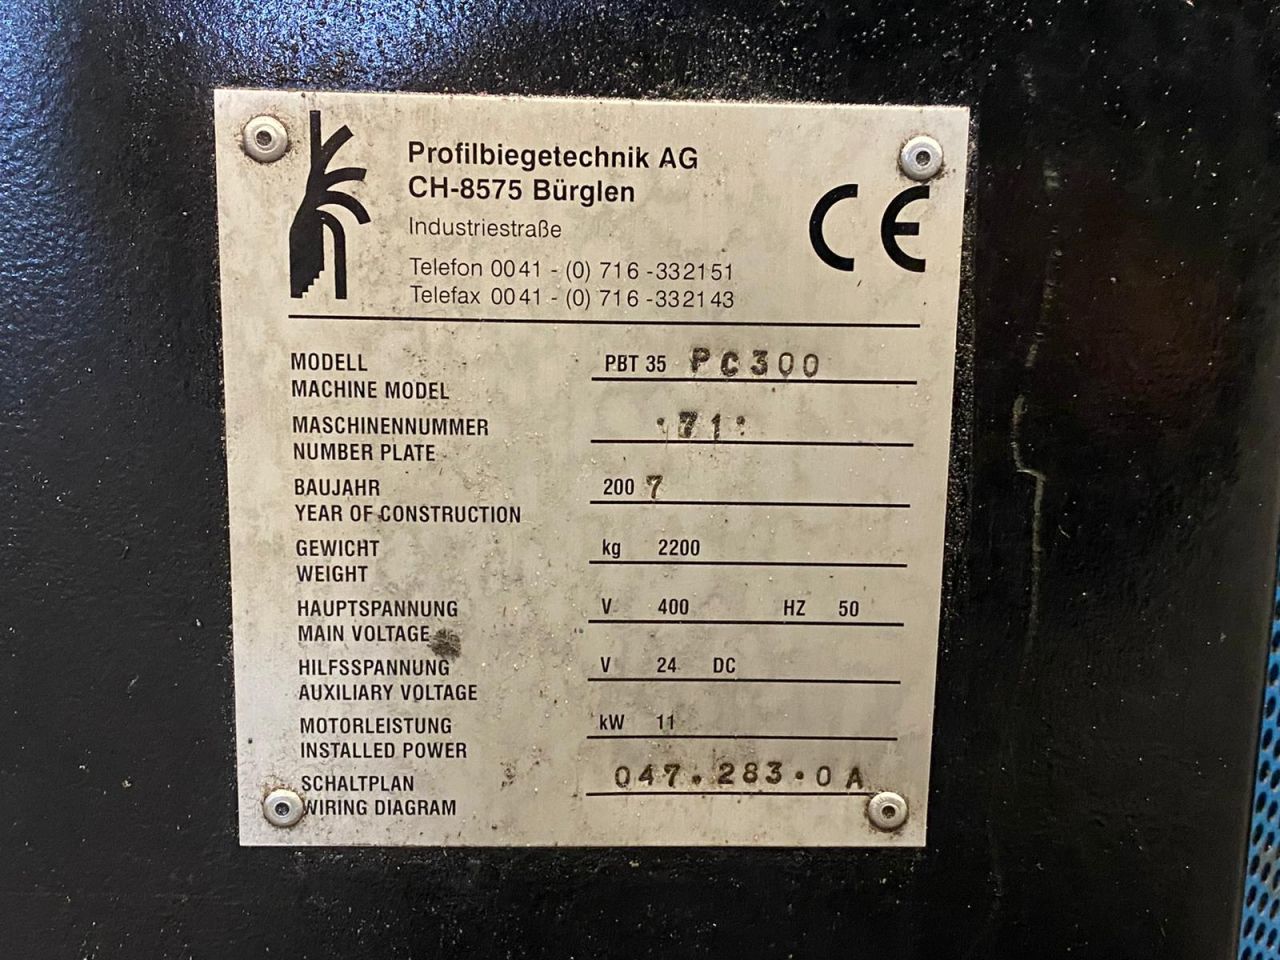 Profilbiegetechnik AG
CH-8575 Bürglen
Industriestraße
Telefon 0041 - (0) 716 -332151
Telefax 0041 - (0) 716 -332143
CE
MODELL PBT 35 PC300
MACHINE MODEL
MASCHINENNUMMER ·71·
NUMBER PLATE
BAUJAHR 2007
YEAR OF CONSTRUCTION
GEWICHT kg 2200
WEIGHT
HAUPTSPANNUNG V 400 HZ 50
MAIN VOLTAGE
HILFSSPANNUNG V 24 DC
AUXILIARY VOLTAGE
MOTORLEISTUNG kW 11
INSTALLED POWER
SCHALTPLAN 047.283·0A
WIRING DIAGRAM